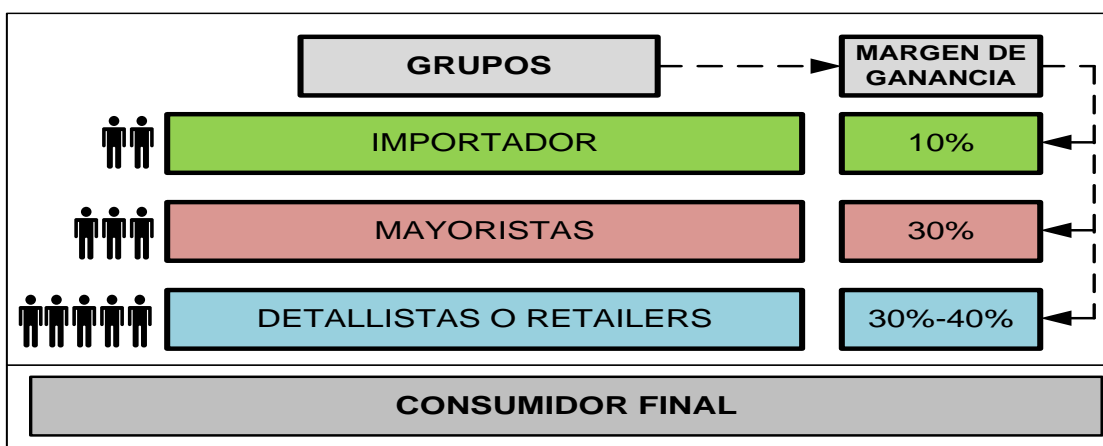 GRUPOS
MARGEN DE
GANANCIA
IMPORTADOR
10%
MAYORISTAS
30%
DETALLISTAS O RETAILERS
30%-40%
CONSUMIDOR FINAL